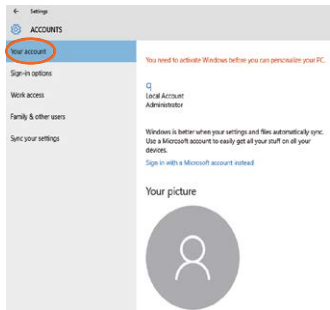 Settings
ACCOUNTS
Your account
Sign-in options
Work access
Family & other users
Sync your settings
You need to activate Windows before you can personalize your PC.
q
Local Account
Administrator
Windows is better when your settings and files automatically sync.
Use a Microsoft account to easily get all your stuff on all your
devices.
Sign in with a Microsoft account instead
Your picture